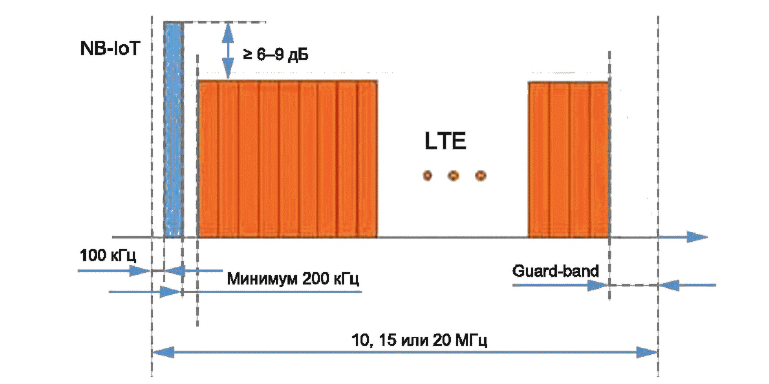 NB-IoT
≥ 6–9 дБ
LTE
100 кГц
Минимум 200 кГц
Guard-band
10, 15 или 20 МГц